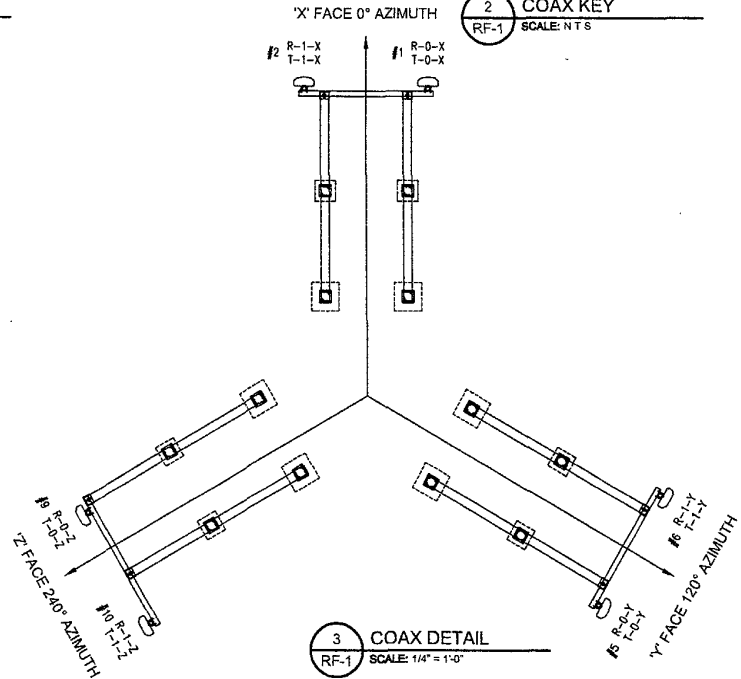 'X' FACE 0° AZIMUTH
2
COAX KEY
RF-1
SCALE: N T S
#2 R-1-X
T-1-X
#1 R-0-X
T-0-X
#9 R-0-Z
T-0-Z
'Z' FACE 240° AZIMUTH
#10 R-1-Z
T-1-Z
#6 R-1-Y
T-1-Y
'Y' FACE 120° AZIMUTH
#5 R-0-Y
T-0-Y
3
COAX DETAIL
RF-1
SCALE: 1/4" = 1'-0"